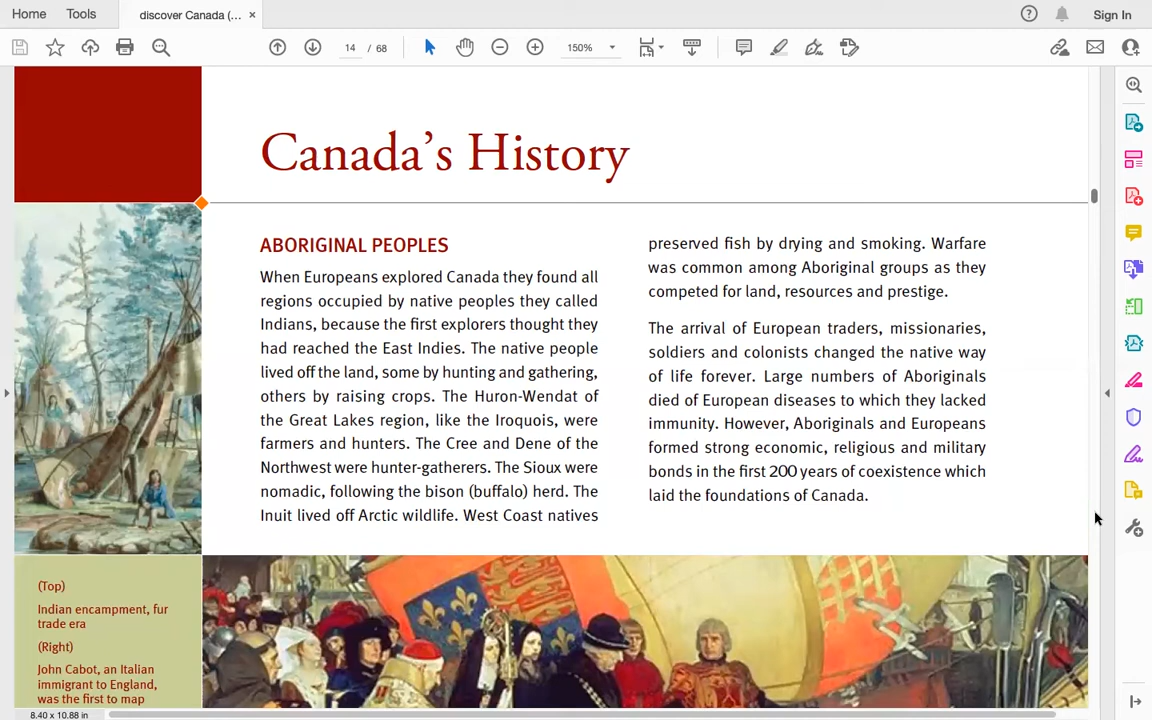 Home
Tools
discover Canada (...
×
Sign In
14 / 68
150%
Canada's History
ABORIGINAL PEOPLES
When Europeans explored Canada they found all
regions occupied by native peoples they called
Indians, because the first explorers thought they
had reached the East Indies. The native people
lived off the land, some by hunting and gathering,
others by raising crops. The Huron-Wendat of
the Great Lakes region, like the Iroquois, were
farmers and hunters. The Cree and Dene of the
Northwest were hunter-gatherers. The Sioux were
nomadic, following the bison (buffalo) herd. The
Inuit lived off Arctic wildlife. West Coast natives
preserved fish by drying and smoking. Warfare
was common among Aboriginal groups as they
competed for land, resources and prestige.
The arrival of European traders, missionaries,
soldiers and colonists changed the native way
of life forever. Large numbers of Aboriginals
died of European diseases to which they lacked
immunity. However, Aboriginals and Europeans
formed strong economic, religious and military
bonds in the first 200 years of coexistence which
laid the foundations of Canada.
(Top)
Indian encampment, fur
trade era
(Right)
John Cabot, an Italian
immigrant to England,
was the first to map
8.40 x 10.88 in